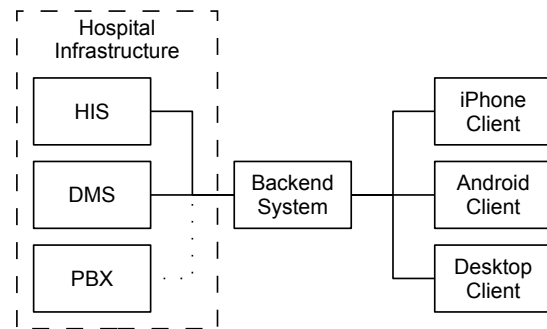 Hospital
Infrastructure
HIS
DMS
PBX
Backend
System
iPhone
Client
Android
Client
Desktop
Client